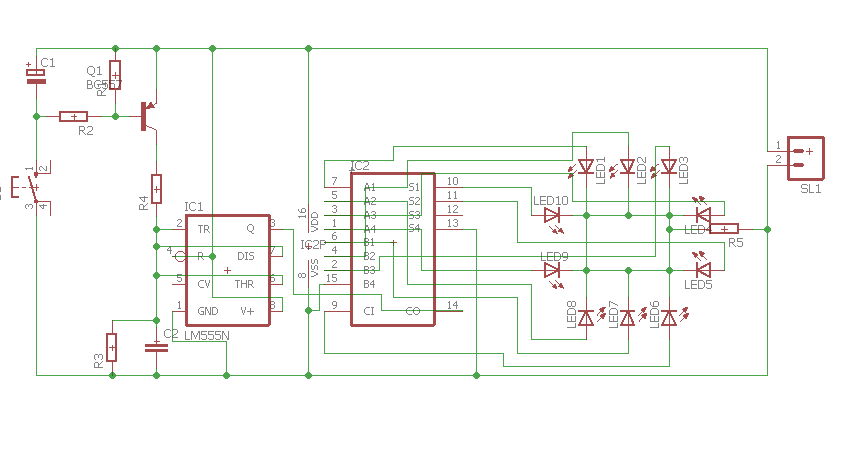 C1
Q1
BC557
R2
1 2
3 4
R4
IC1
2 TR Q 3
4 R DIS 7
5 CV THR 6
1 GND V+ 8
LM555N
R3
C2
16
VDD
IC2P
VSS
8
IC2
7 A1 S1 10
5 A2 S2 11
3 A3 S3 12
1 A4 S4 13
6 B1
4 B2
2 B3
15 B4
9 CI CO 14
LED1
LED2
LED3
LED10
LED4
R5
LED9
LED5
LED8
LED7
LED6
1 +
2 -
SL1